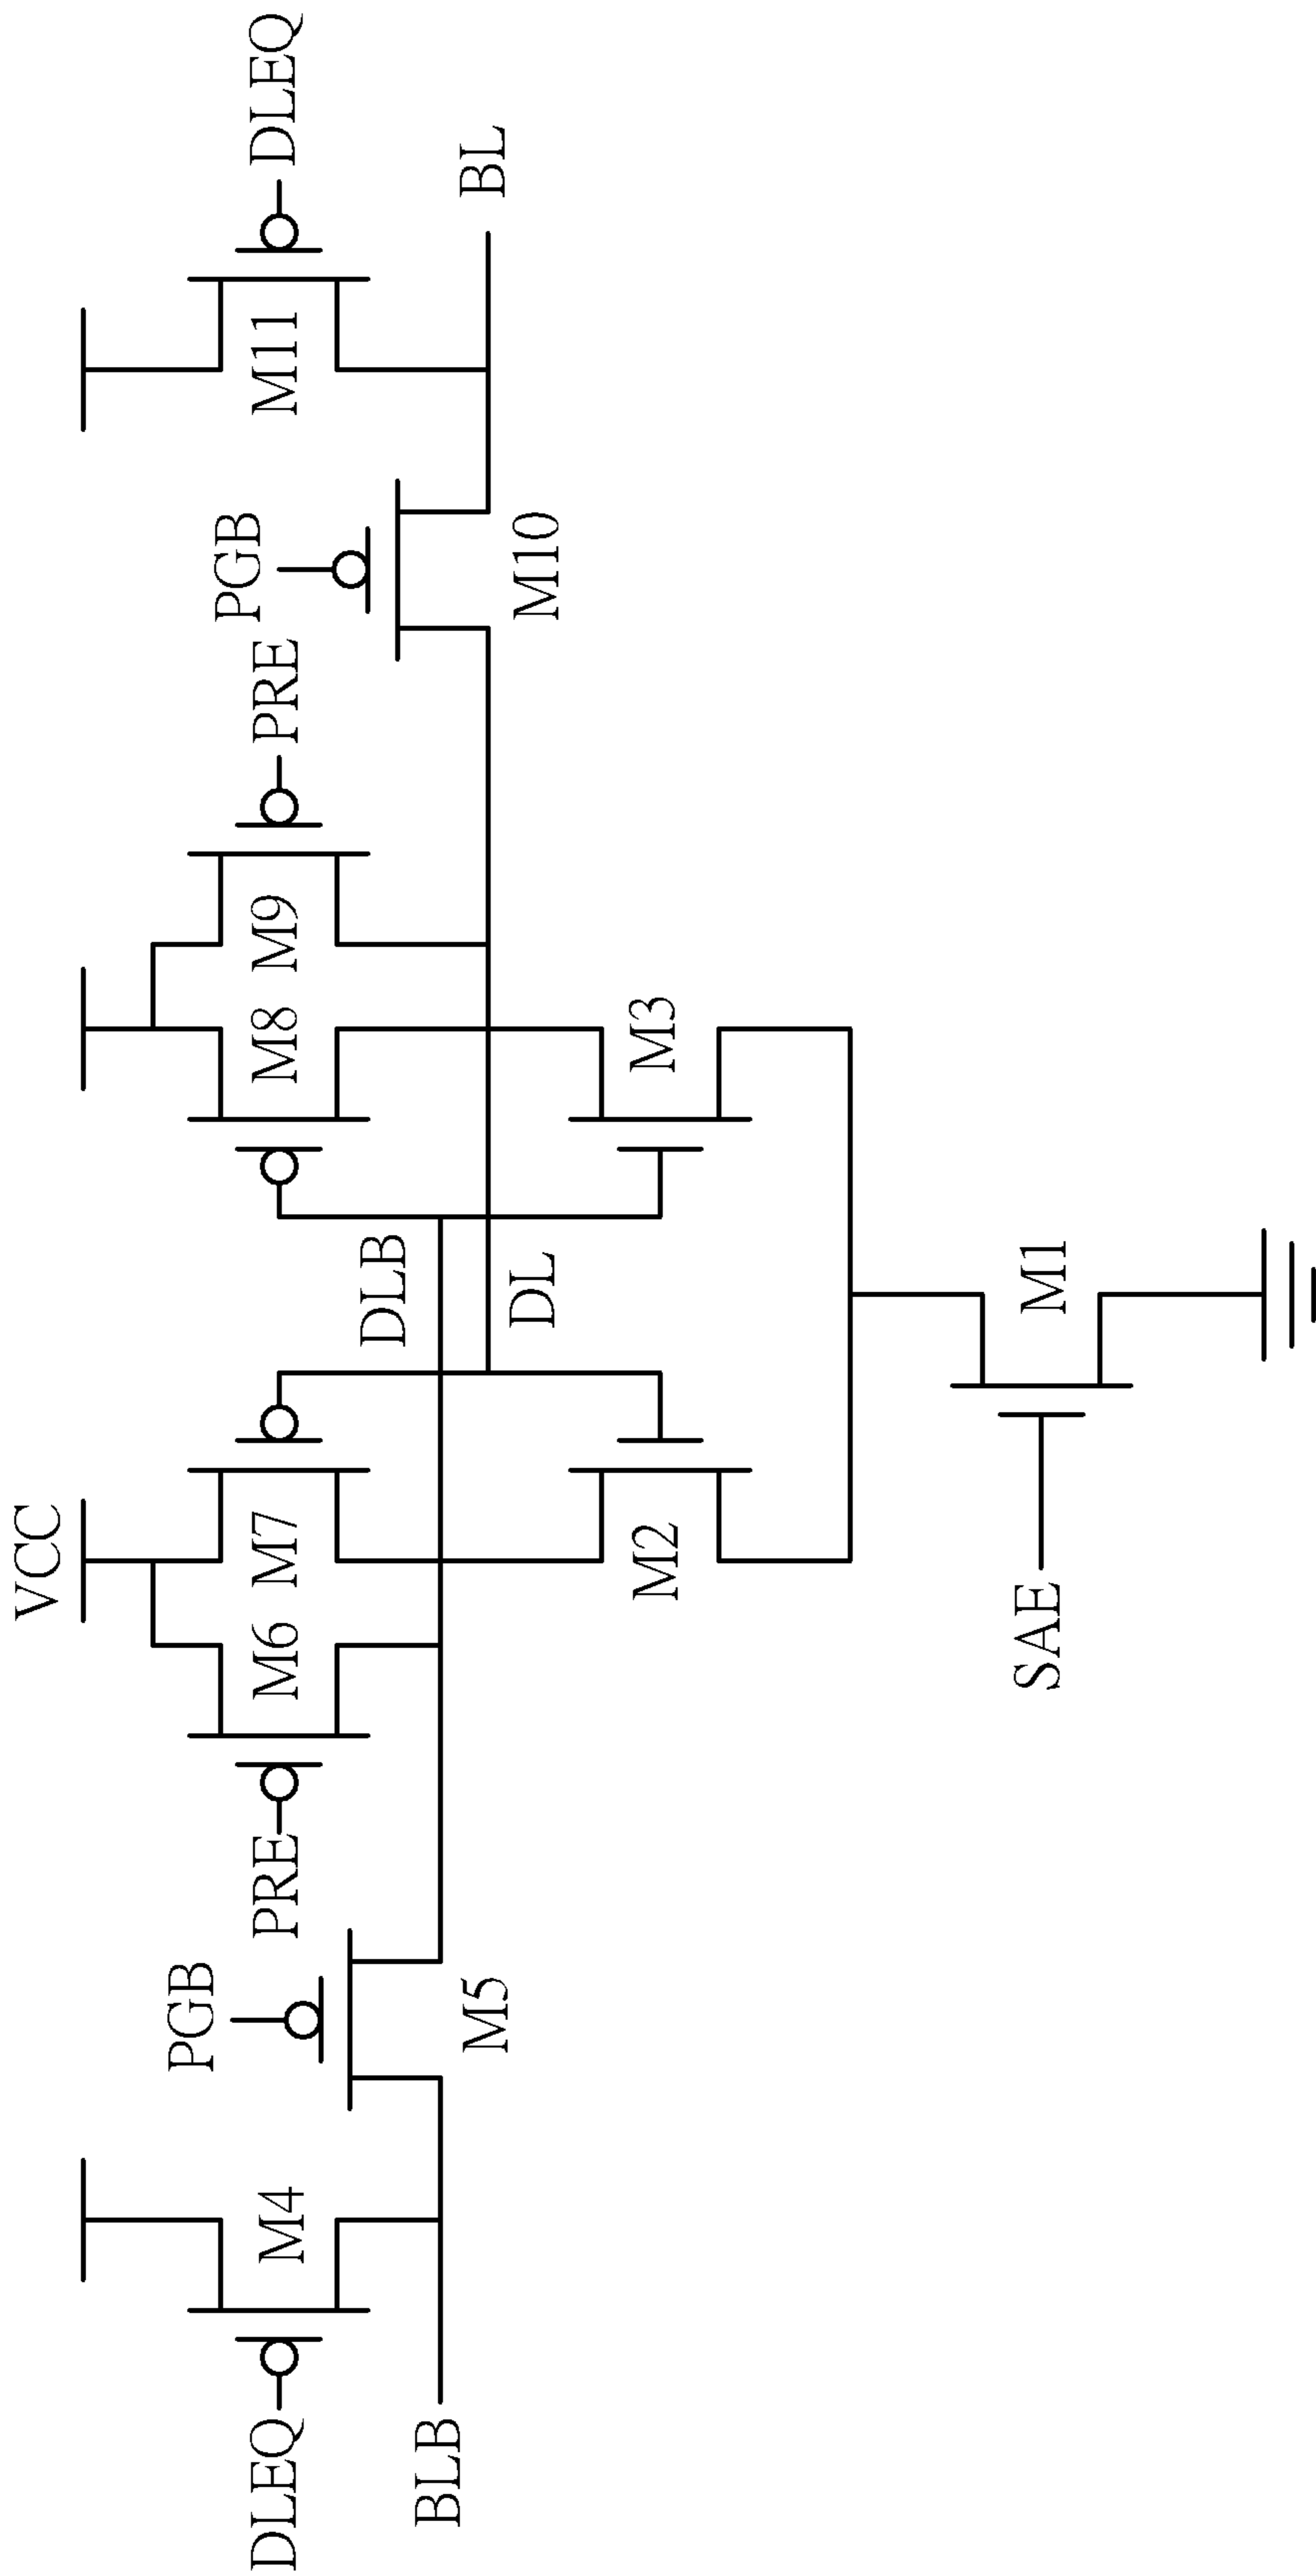 VCC
PGB
PGB
DLEQ
M4
PRE
M6
M7
M8
M9
PRE
M11
DLEQ
DLB
BLB
M5
DL
M10
BL
M2
M3
SAE
M1